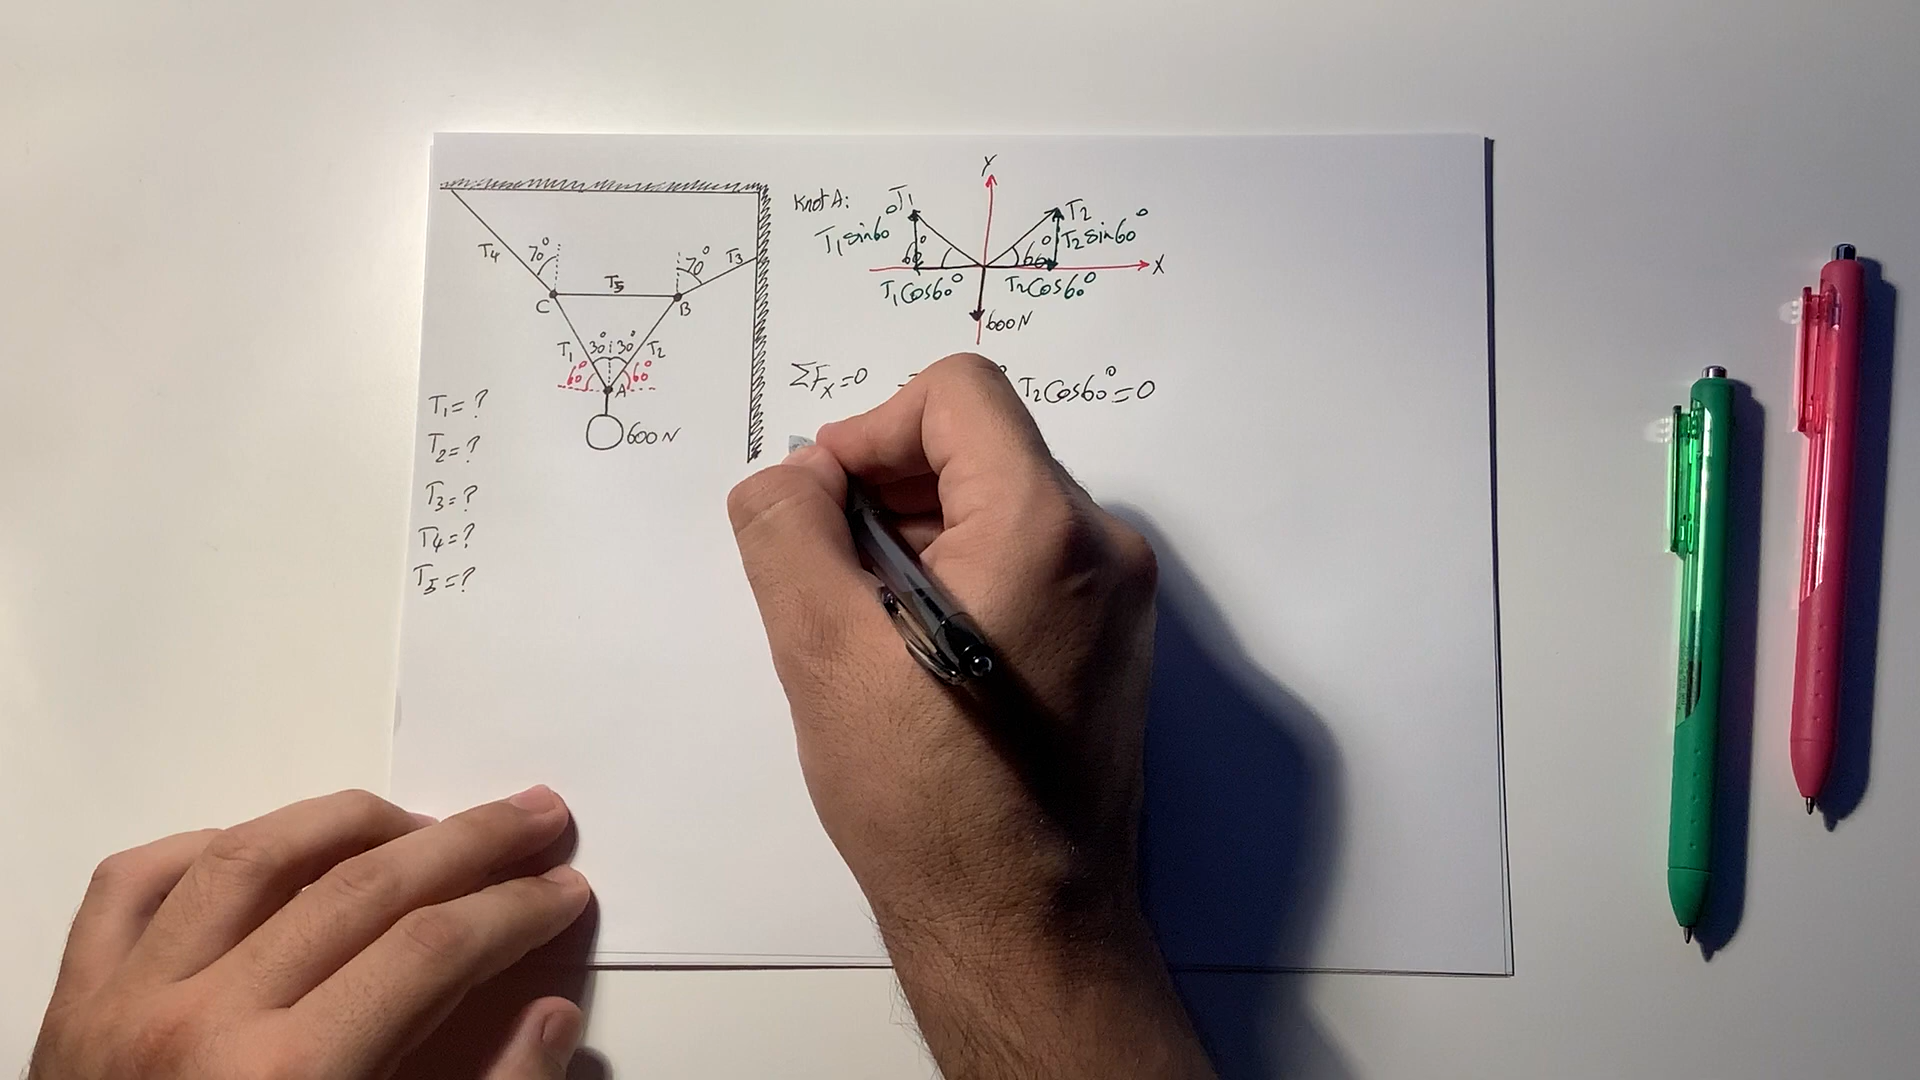 T4
70°
70°
T3
T5
C
B
T1
30°
30°
T2
60°
60°
A
600N
T1=?
T2=?
T3=?
T4=?
T5=?
Knot A:
Y
T1
T2
T1sin60°
60°
60°
T2sin60°
X
T1Cos60°
T2Cos60°
600N
ΣFx=0
T2Cos60°=0